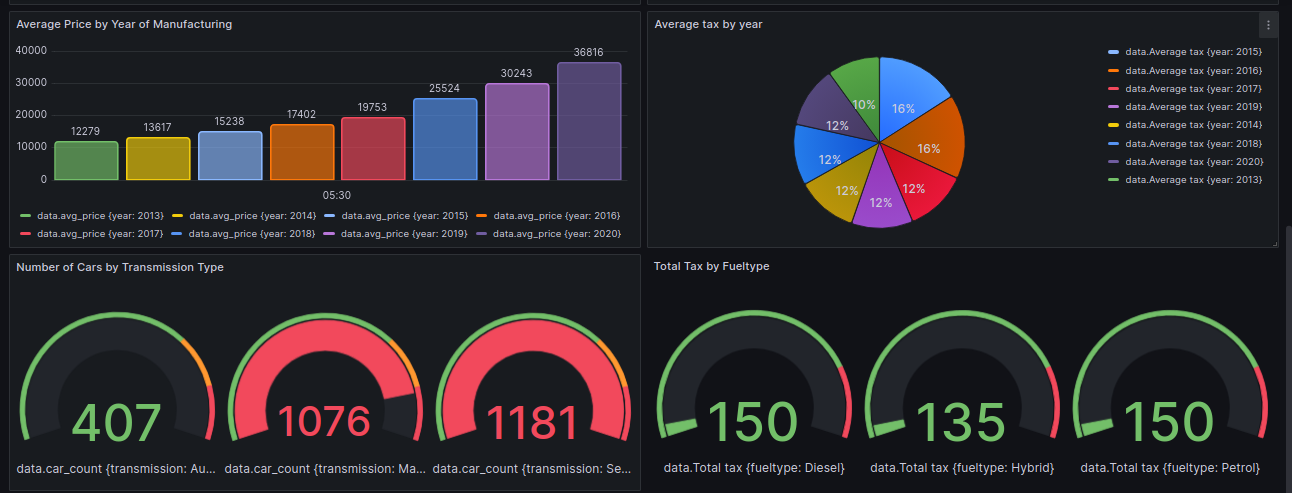 Average Price by Year of Manufacturing
40000
30000
20000
10000
0
12279
13617
15238
17402
19753
25524
30243
36816
05:30
data.avg_price {year: 2013} data.avg_price {year: 2014} data.avg_price {year: 2015} data.avg_price {year: 2016}
data.avg_price {year: 2017} data.avg_price {year: 2018} data.avg_price {year: 2019} data.avg_price {year: 2020}
Average tax by year
16%
16%
12%
12%
12%
12%
12%
10%
data.Average tax {year: 2015}
data.Average tax {year: 2016}
data.Average tax {year: 2017}
data.Average tax {year: 2019}
data.Average tax {year: 2014}
data.Average tax {year: 2018}
data.Average tax {year: 2020}
data.Average tax {year: 2013}
Number of Cars by Transmission Type
407 1076 1181
data.car_count {transmission: Au... data.car_count {transmission: Ma... data.car_count {transmission: Se...
Total Tax by Fueltype
150 135 150
data.Total tax {fueltype: Diesel} data.Total tax {fueltype: Hybrid} data.Total tax {fueltype: Petrol}